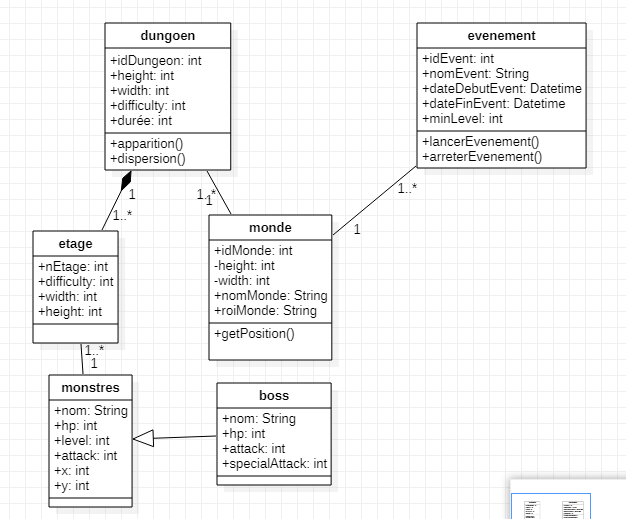 dungoen
+idDungeon: int
+height: int
+width: int
+difficulty: int
+durée: int
+apparition()
+dispersion()
evenement
+idEvent: int
+nomEvent: String
+dateDebutEvent: Datetime
+dateFinEvent: Datetime
+minLevel: int
+lancerEvenement()
+arreterEvenement()
1
1..*
1..*
1
1..*
1
etage
+nEtage: int
+difficulty: int
+width: int
+height: int
monde
+idMonde: int
-height: int
-width: int
+nomMonde: String
+roiMonde: String
+getPosition()
1..*
1
monstres
+nom: String
+hp: int
+level: int
+attack: int
+x: int
+y: int
boss
+nom: String
+hp: int
+attack: int
+specialAttack: int